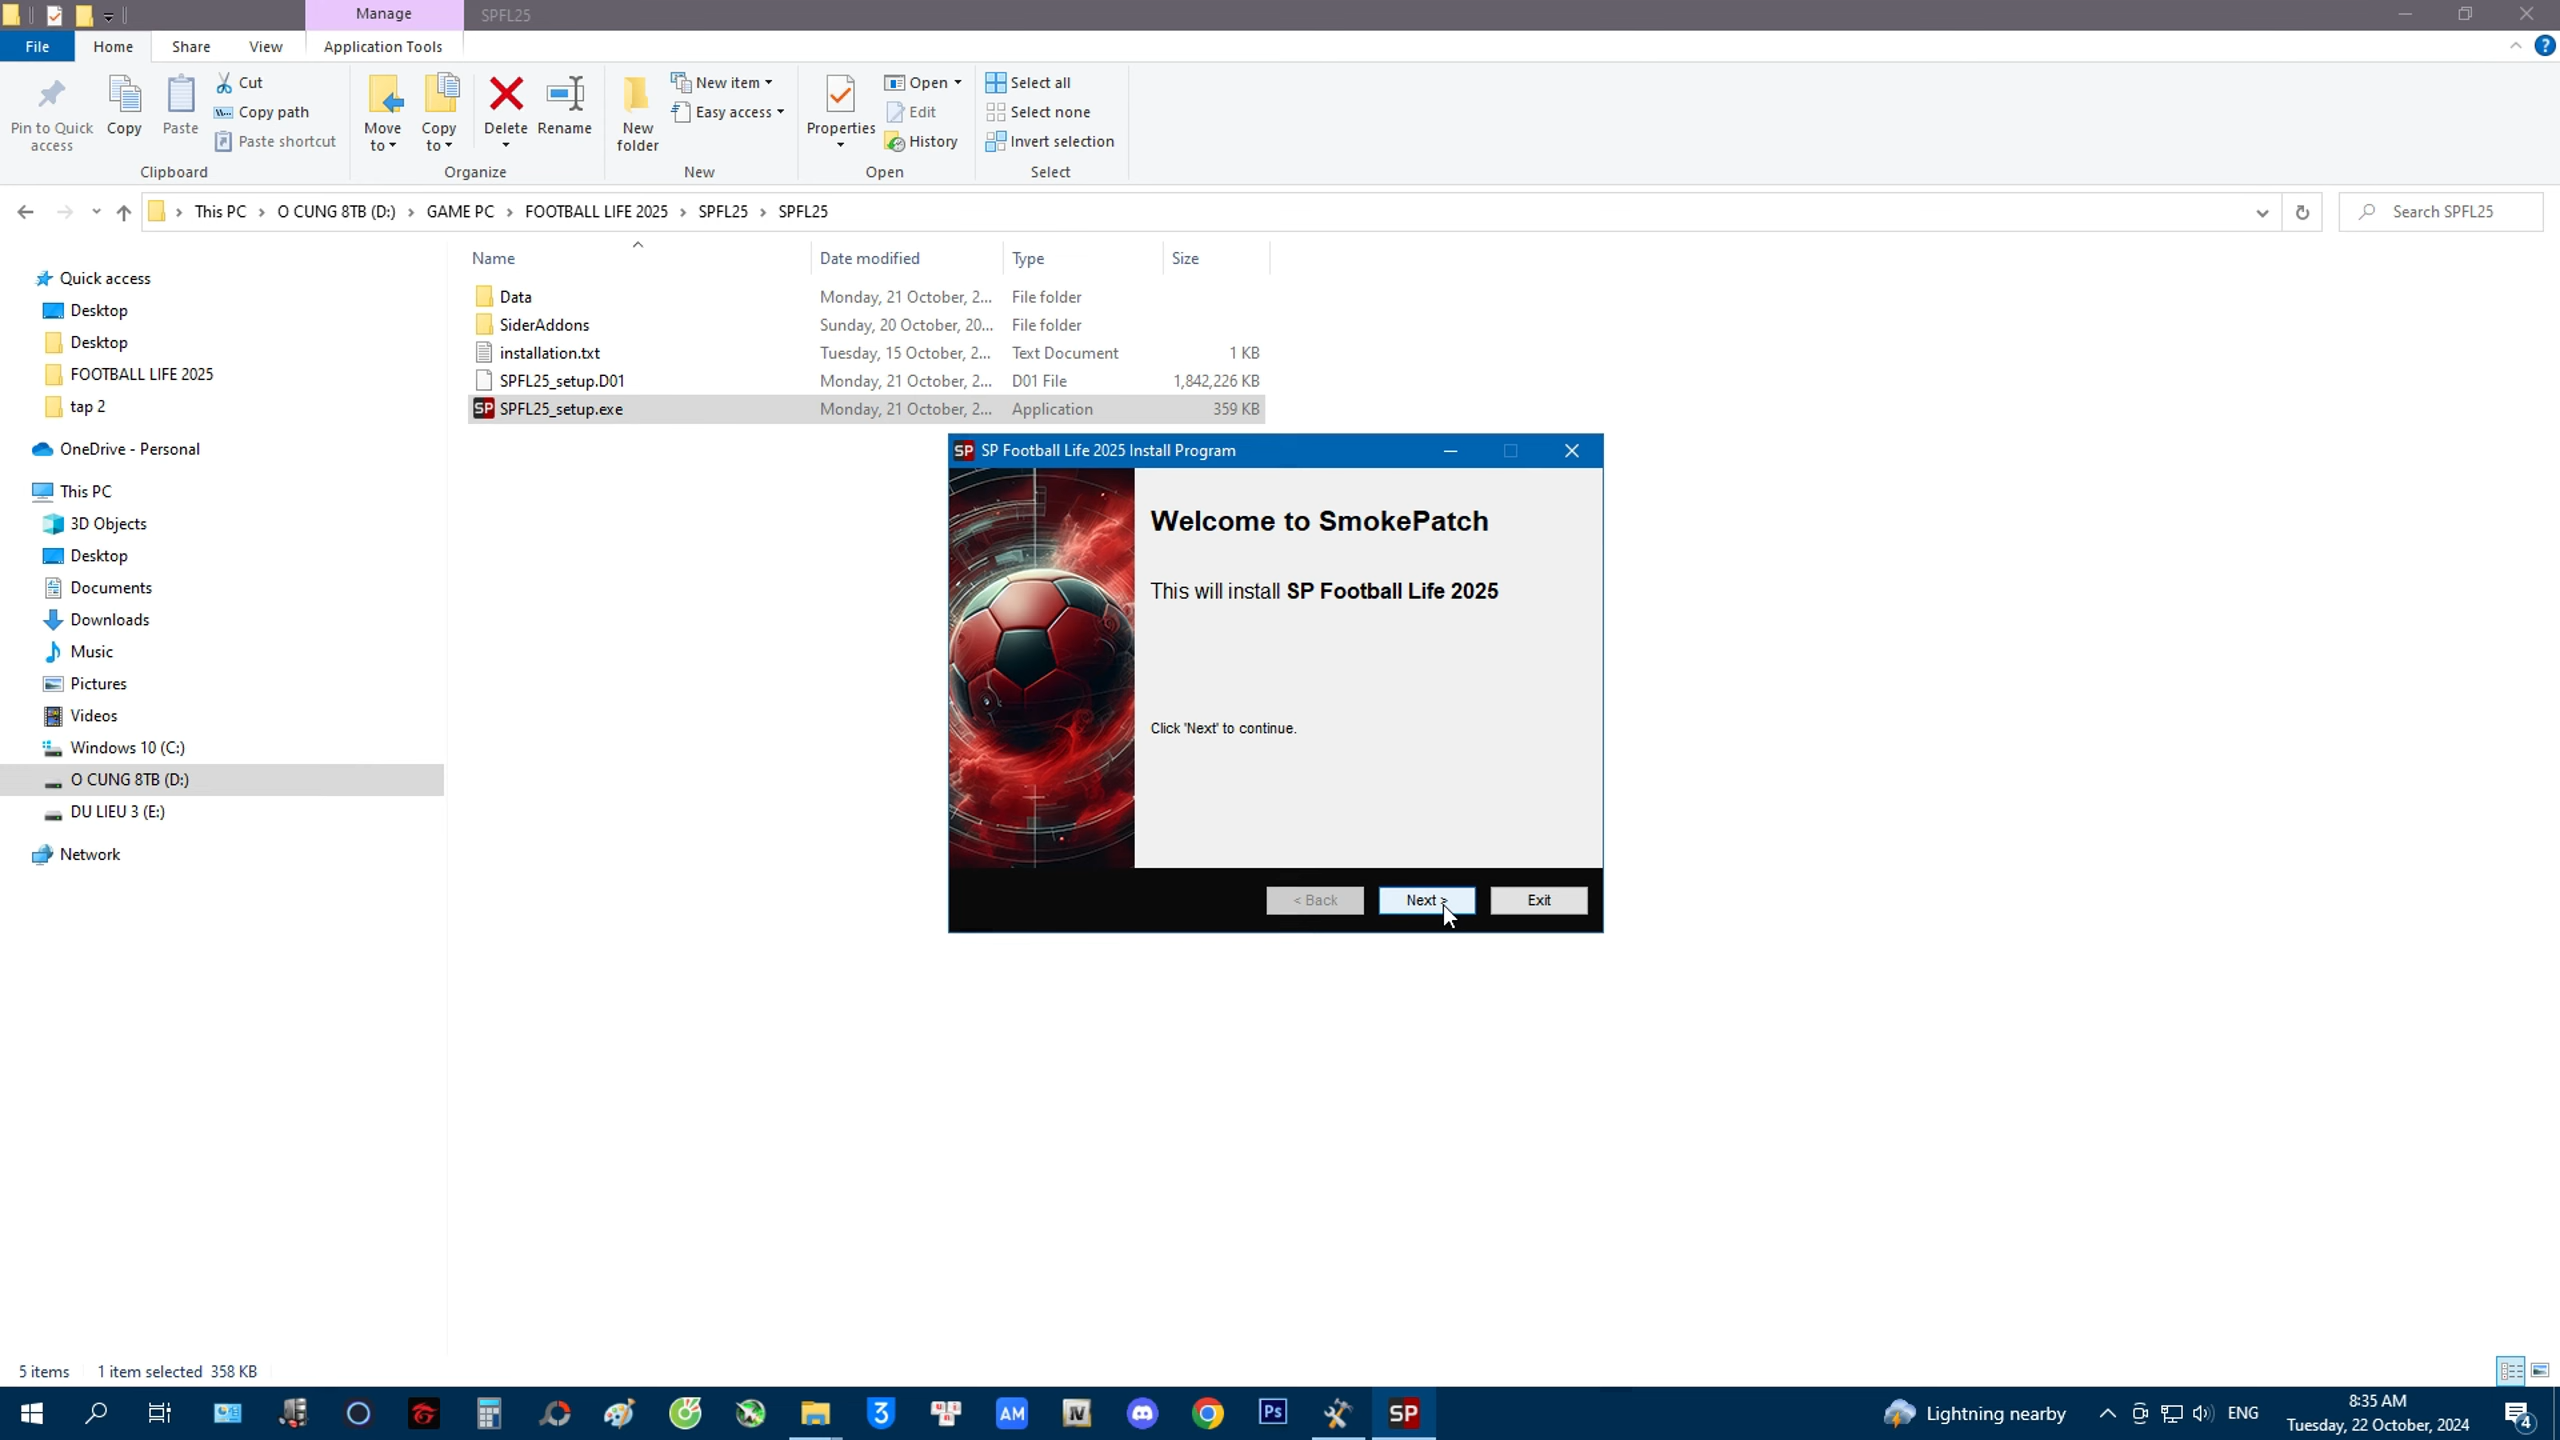 Manage
SPFL25
File
Home
Share
View
Application Tools
Pin to Quick
access
Copy
Paste
Cut
Copy path
Paste shortcut
Clipboard
Move
to
Copy
to
Delete
Rename
Organize
New
folder
New item
Easy access
New
Properties
Open
Edit
History
Open
Select all
Select none
Invert selection
Select
This PC > O CUNG 8TB (D:) > GAME PC > FOOTBALL LIFE 2025 > SPFL25 > SPFL25
Search SPFL25
Name Date modified Type Size
Data Monday, 21 October, 2... File folder
SiderAddons Sunday, 20 October, 20... File folder
installation.txt Tuesday, 15 October, 2... Text Document 1 KB
SPFL25_setup.D01 Monday, 21 October, 2... D01 File 1,842,226 KB
SP SPFL25_setup.exe Monday, 21 October, 2... Application 359 KB
Quick access
Desktop
Desktop
FOOTBALL LIFE 2025
tap 2
OneDrive - Personal
This PC
3D Objects
Desktop
Documents
Downloads
Music
Pictures
Videos
Windows 10 (C:)
O CUNG 8TB (D:)
DU LIEU 3 (E:)
Network
SP SP Football Life 2025 Install Program
Welcome to SmokePatch
This will install SP Football Life 2025
Click 'Next' to continue.
< Back
Next >
Exit
5 items 1 item selected 358 KB
3
AM
IV
Ps
SP
Lightning nearby
ENG
8:35 AM
Tuesday, 22 October, 2024
4